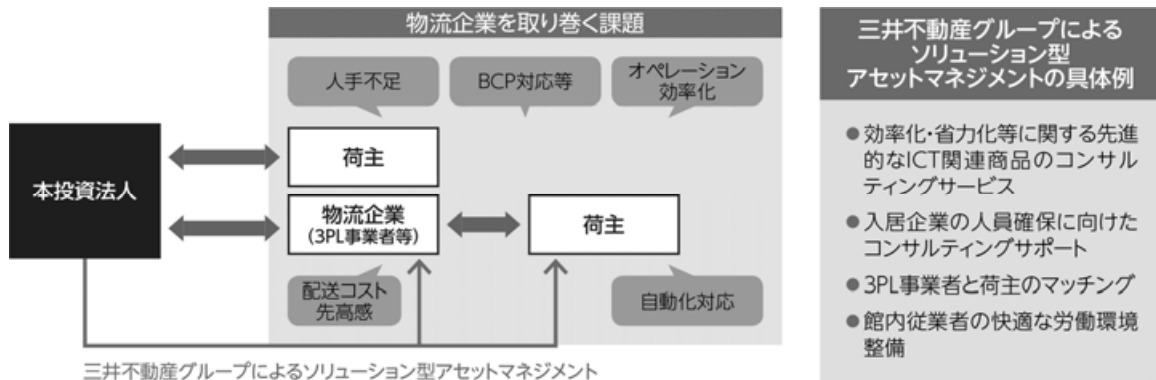 物流企業を取り巻く課題
人手不足
BCP対応等
オペレーション
効率化
本投資法人
荷主
物流企業
(3PL事業者等)
荷主
配送コスト
先高感
自動化対応
三井不動産グループによるソリューション型アセットマネジメント
三井不動産グループによる
ソリューション型
アセットマネジメントの具体例
●効率化・省力化等に関する先進
的なICT関連商品のコンサル
ティングサービス
●入居企業の人員確保に向けた
コンサルティングサポート
●3PL事業者と荷主のマッチング
●館内従業者の快適な労働環境
整備